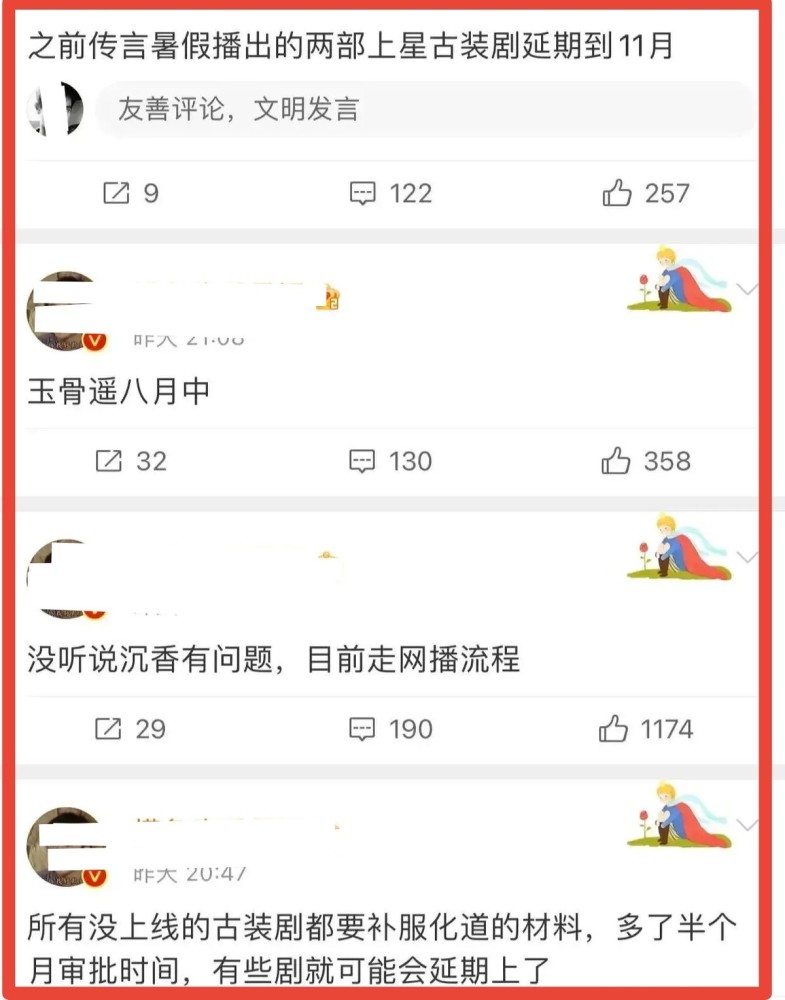 之前传言暑假播出的两部上星古装剧延期到11月
友善评论，文明发言
9 122 257
玉骨遥八月中
32 130 358
没听说沉香有问题，目前走网播流程
29 190 1174
昨天 20:47
所有没上线的古装剧都要补服化道的材料，多了半个
月审批时间，有些剧就可能会延期上了